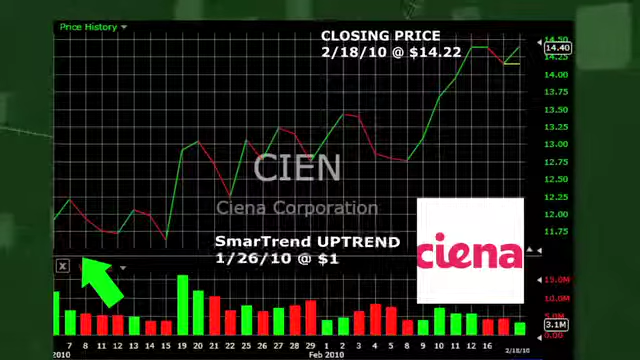 Price History
CLOSING PRICE
2/18/10 @ $14.22
14.50
14.40
14.25
14.00
13.75
13.50
13.25
13.00
12.75
12.50
12.25
12.00
11.75
CIEN
Ciena Corporation
ciena
SmarTrend UPTREND
1/26/10 @ $1
X
15.0M
10.0M
5.0M
3.1M
0.00
7 8 11 12 13 14 15 19 20 21 22 25 26 27 28 29 1 2 3 4 5 8 9 10 11 12 16
2/18/10
2010
Feb 2010